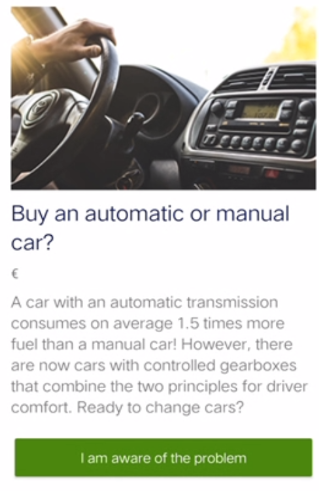 Buy an automatic or manual
car?
€
A car with an automatic transmission
consumes on average 1.5 times more
fuel than a manual car! However, there
are now cars with controlled gearboxes
that combine the two principles for driver
comfort. Ready to change cars?
I am aware of the problem